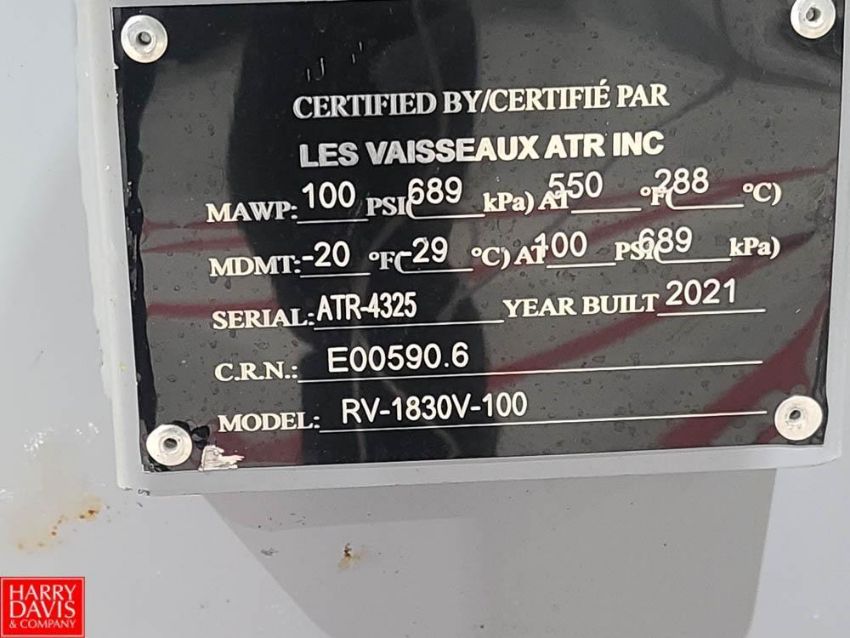 CERTIFIED BY/CERTIFIÉ PAR
LES VAISSEAUX ATR INC
MAWP: 100 PSI(689 kPa) AT 550 °F(288 °C)
MDMT: -20 °F(-29 °C) AT 100 PSI(689 kPa)
SERIAL: ATR-4325 YEAR BUILT 2021
C.R.N.: E00590.6
MODEL: RV-1830V-100
HARRY
DAVIS
& COMPANY